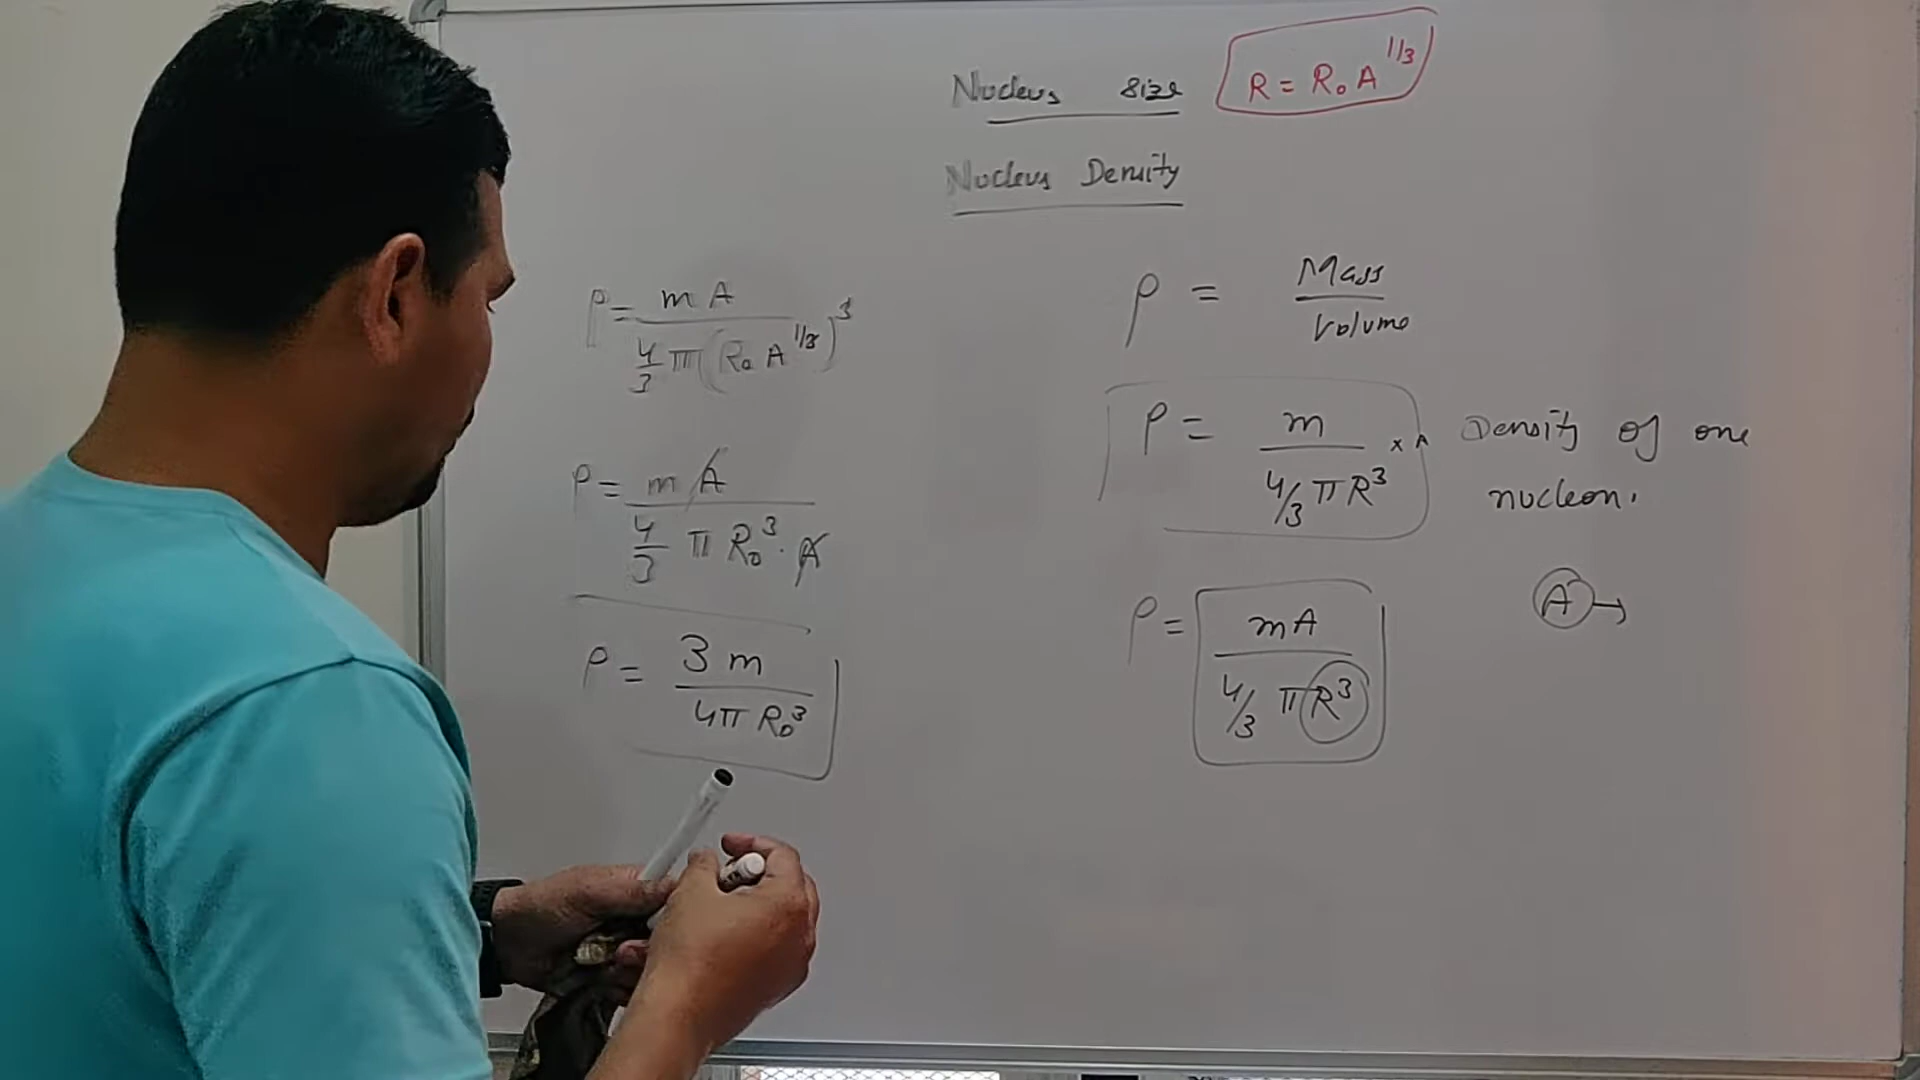 Nucleus size R = R₀ A^1/3
Nucleus Density
ρ = Mass / Volume
ρ = m / 4/3 π R³ × A Density of one
nucleon.
ρ = mA / 4/3 π R³ A →
ρ = m A / 4/3 π (R₀ A^1/3)³
ρ = m A / 4/3 π R₀³ · A
ρ = 3 m / 4π R₀³